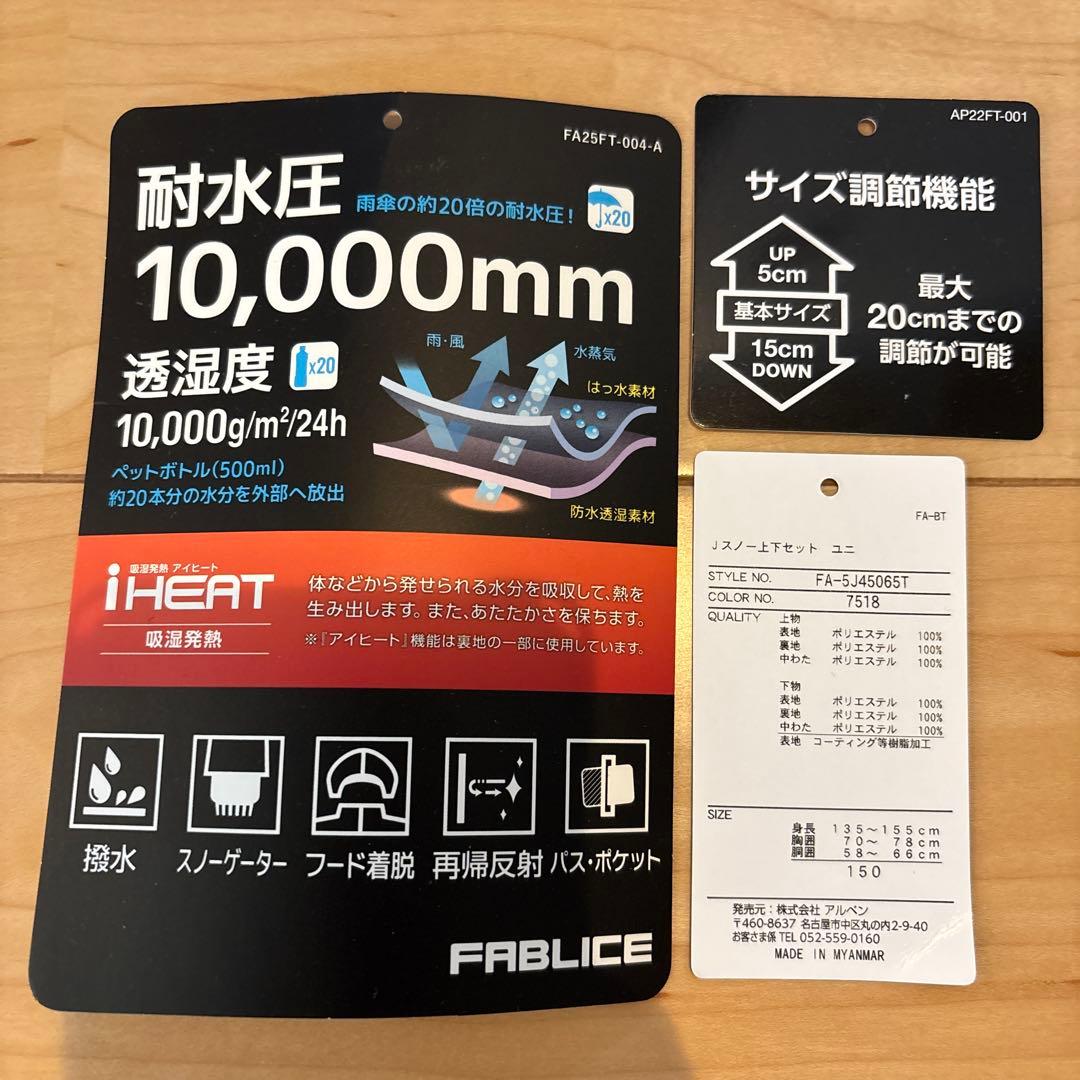 FA25FT-004-A
耐水圧
雨傘の約20倍の耐水圧!
x20
10,000mm
透湿度
x20
10,000g/m²/24h
ペットボトル(500ml)
約20本分の水分を外部へ放出
雨・風
水蒸気
はっ水素材
防水透湿素材
吸湿発熱 アイヒート
iHEAT
吸湿発熱
体などから発せられる水分を吸収して、熱を
生み出します。また、あたたかさを保ちます。
※『アイヒート』機能は裏地の一部に使用しています。
撥水
スノーゲーター
フード着脱
再帰反射
パス・ポケット
FABLICE
AP22FT-001
サイズ調節機能
UP
5cm
基本サイズ
15cm
DOWN
最大
20cmまでの
調節が可能
FA-BT
Jスノー上下セット ユニ
STYLE NO. FA-5J45065T
COLOR NO. 7518
QUALITY 上物
表地 ポリエステル 100%
裏地 ポリエステル 100%
中わた ポリエステル 100%
下物
表地 ポリエステル 100%
裏地 ポリエステル 100%
中わた ポリエステル 100%
表地 コーティング等樹脂加工
SIZE
身長 135～155cm
胸囲 70～ 78cm
胴囲 58～ 66cm
150
発売元:株式会社 アルペン
〒460-8637 名古屋市中区丸の内2-9-40
お客さま係 TEL 052-559-0160
MADE IN MYANMAR